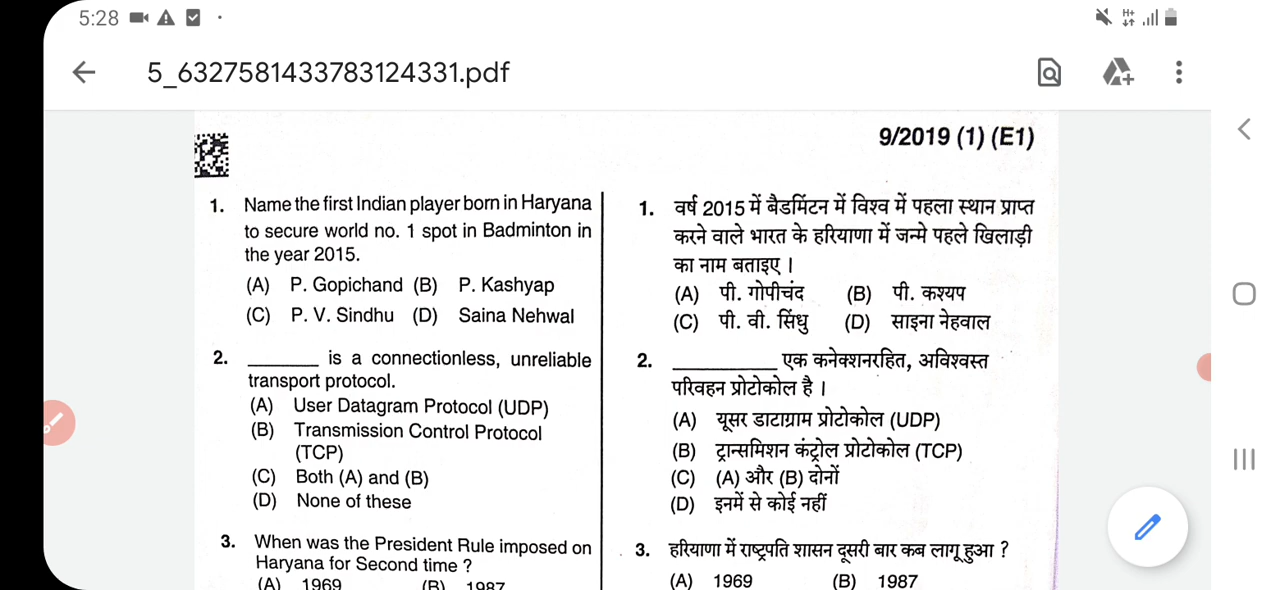 5:28
H+
5_6327581433783124331.pdf
9/2019 (1) (E1)
1. Name the first Indian player born in Haryana
to secure world no. 1 spot in Badminton in
the year 2015.
(A) P. Gopichand (B) P. Kashyap
(C) P. V. Sindhu (D) Saina Nehwal
2. _______ is a connectionless, unreliable
transport protocol.
(A) User Datagram Protocol (UDP)
(B) Transmission Control Protocol
(TCP)
(C) Both (A) and (B)
(D) None of these
3. When was the President Rule imposed on
Haryana for Second time ?
(A) 1969 (B) 1987
1. वर्ष 2015 में बैडमिंटन में विश्व में पहला स्थान प्राप्त
करने वाले भारत के हरियाणा में जन्मे पहले खिलाड़ी
का नाम बताइए ।
(A) पी. गोपीचंद (B) पी. कश्यप
(C) पी. वी. सिंधु (D) साइना नेहवाल
2. __________ एक कनेक्शनरहित, अविश्वस्त
परिवहन प्रोटोकोल है ।
(A) यूसर डाटाग्राम प्रोटोकोल (UDP)
(B) ट्रान्समिशन कंट्रोल प्रोटोकोल (TCP)
(C) (A) और (B) दोनों
(D) इनमें से कोई नहीं
3. हरियाणा में राष्ट्रपति शासन दूसरी बार कब लागू हुआ ?
(A) 1969 (B) 1987